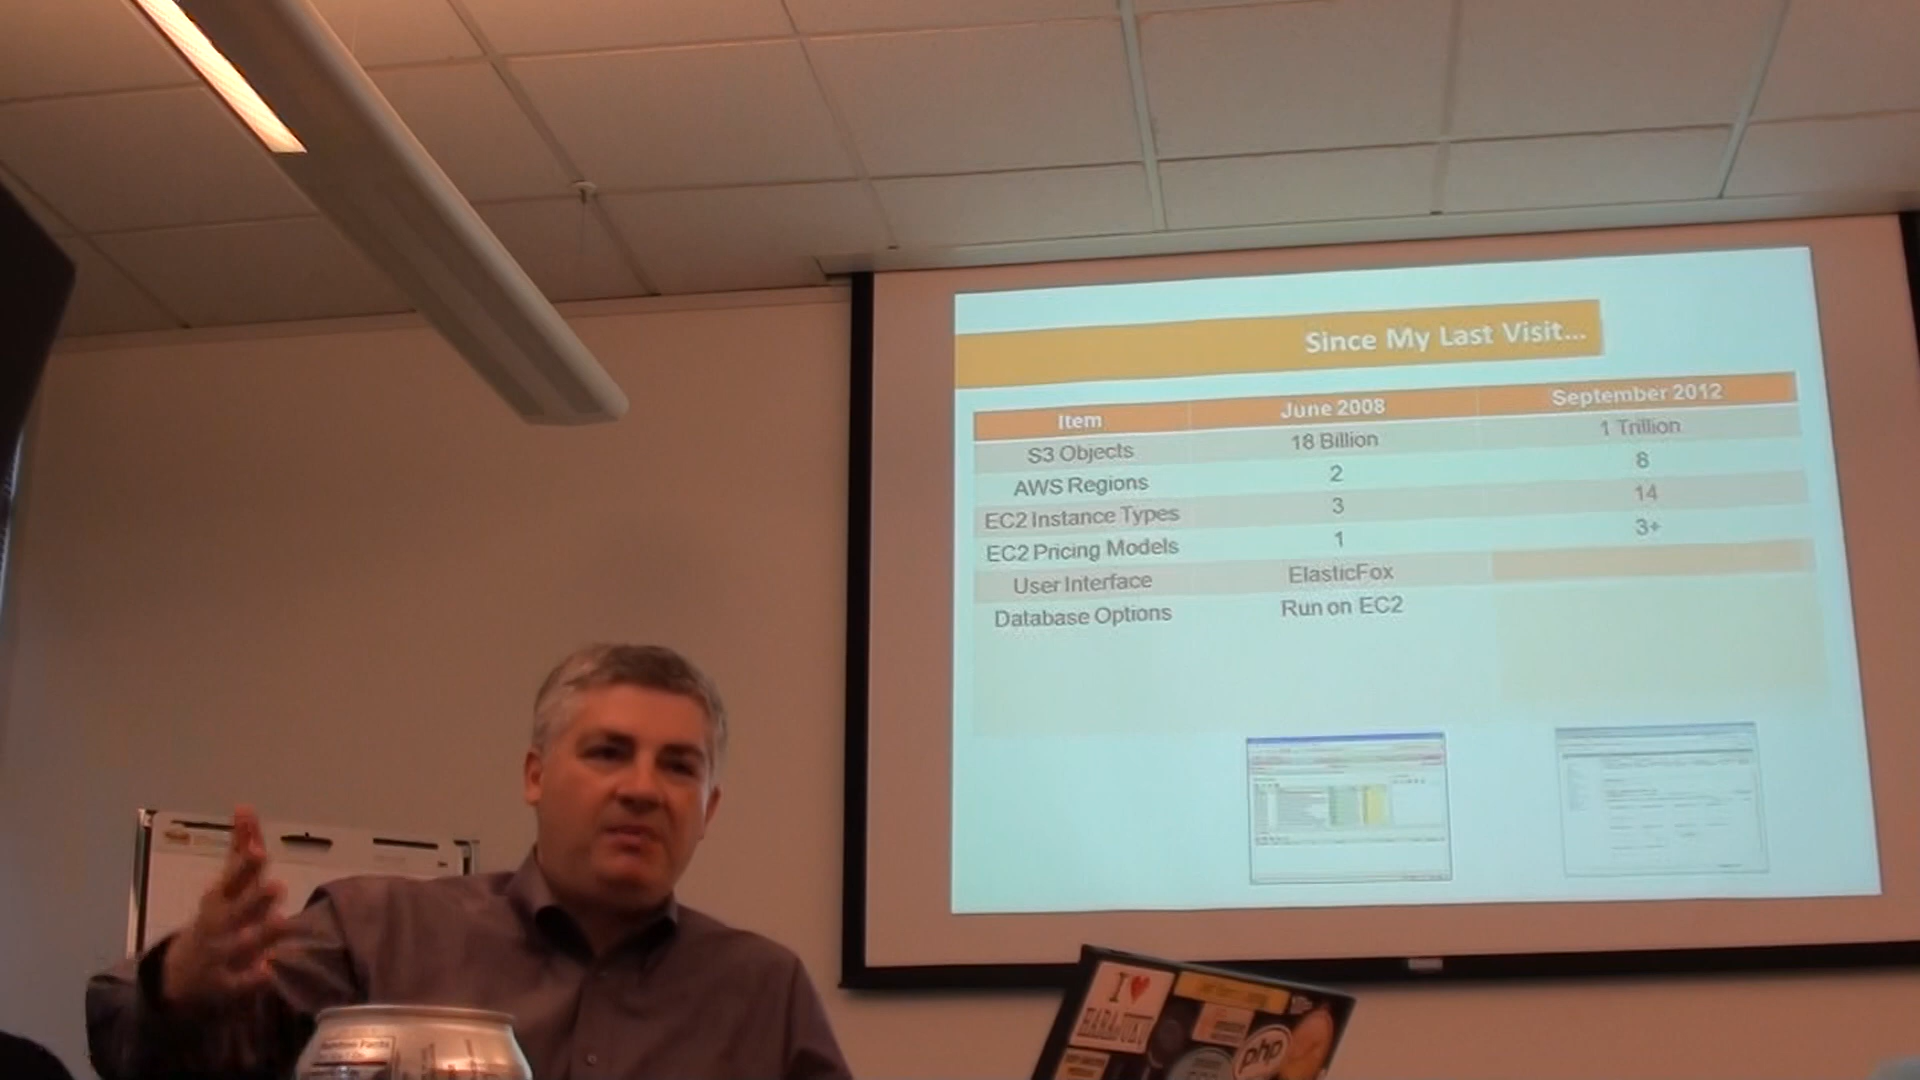 Since My Last Visit...
Item June 2008 September 2012
S3 Objects 18 Billion 1 Trillion
AWS Regions 2 8
EC2 Instance Types 3 14
EC2 Pricing Models 1 3+
User Interface ElasticFox
Database Options Run on EC2
I
HARAJUKU
php